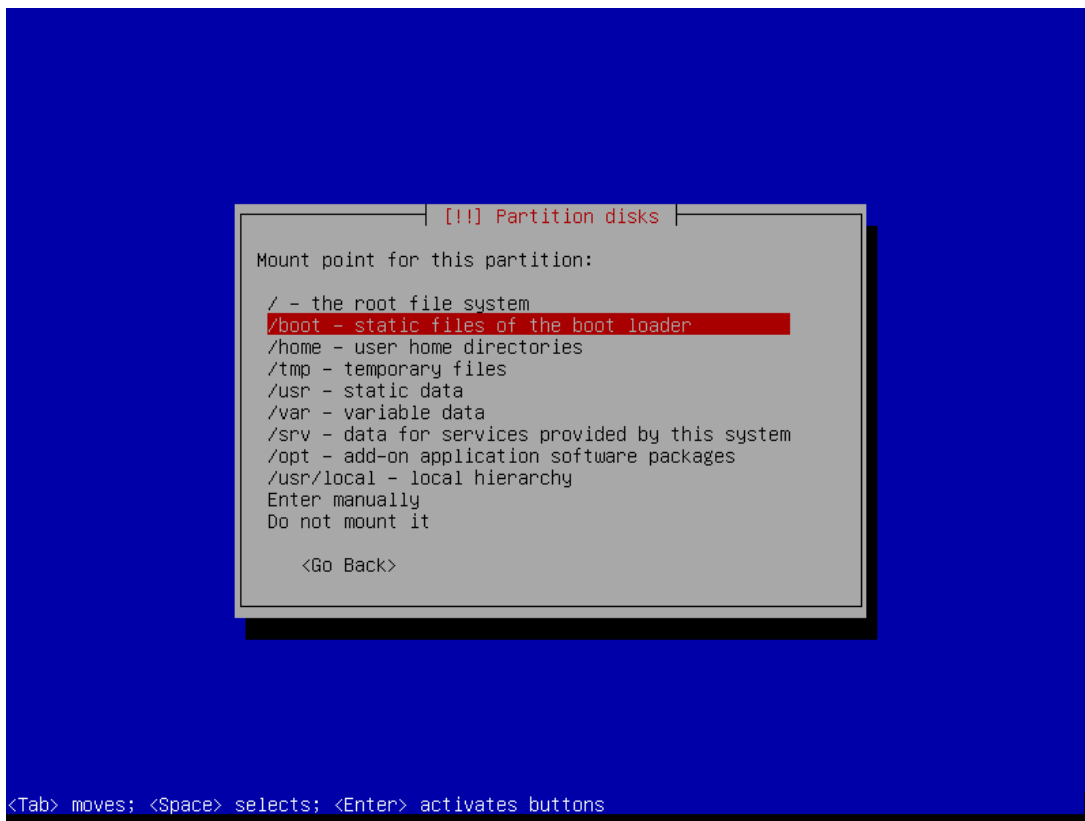 [!!] Partition disks
Mount point for this partition:
/ – the root file system
/boot – static files of the boot loader
/home – user home directories
/tmp – temporary files
/usr – static data
/var – variable data
/srv – data for services provided by this system
/opt – add–on application software packages
/usr/local – local hierarchy
Enter manually
Do not mount it
<Go Back>
<Tab> moves; <Space> selects; <Enter> activates buttons